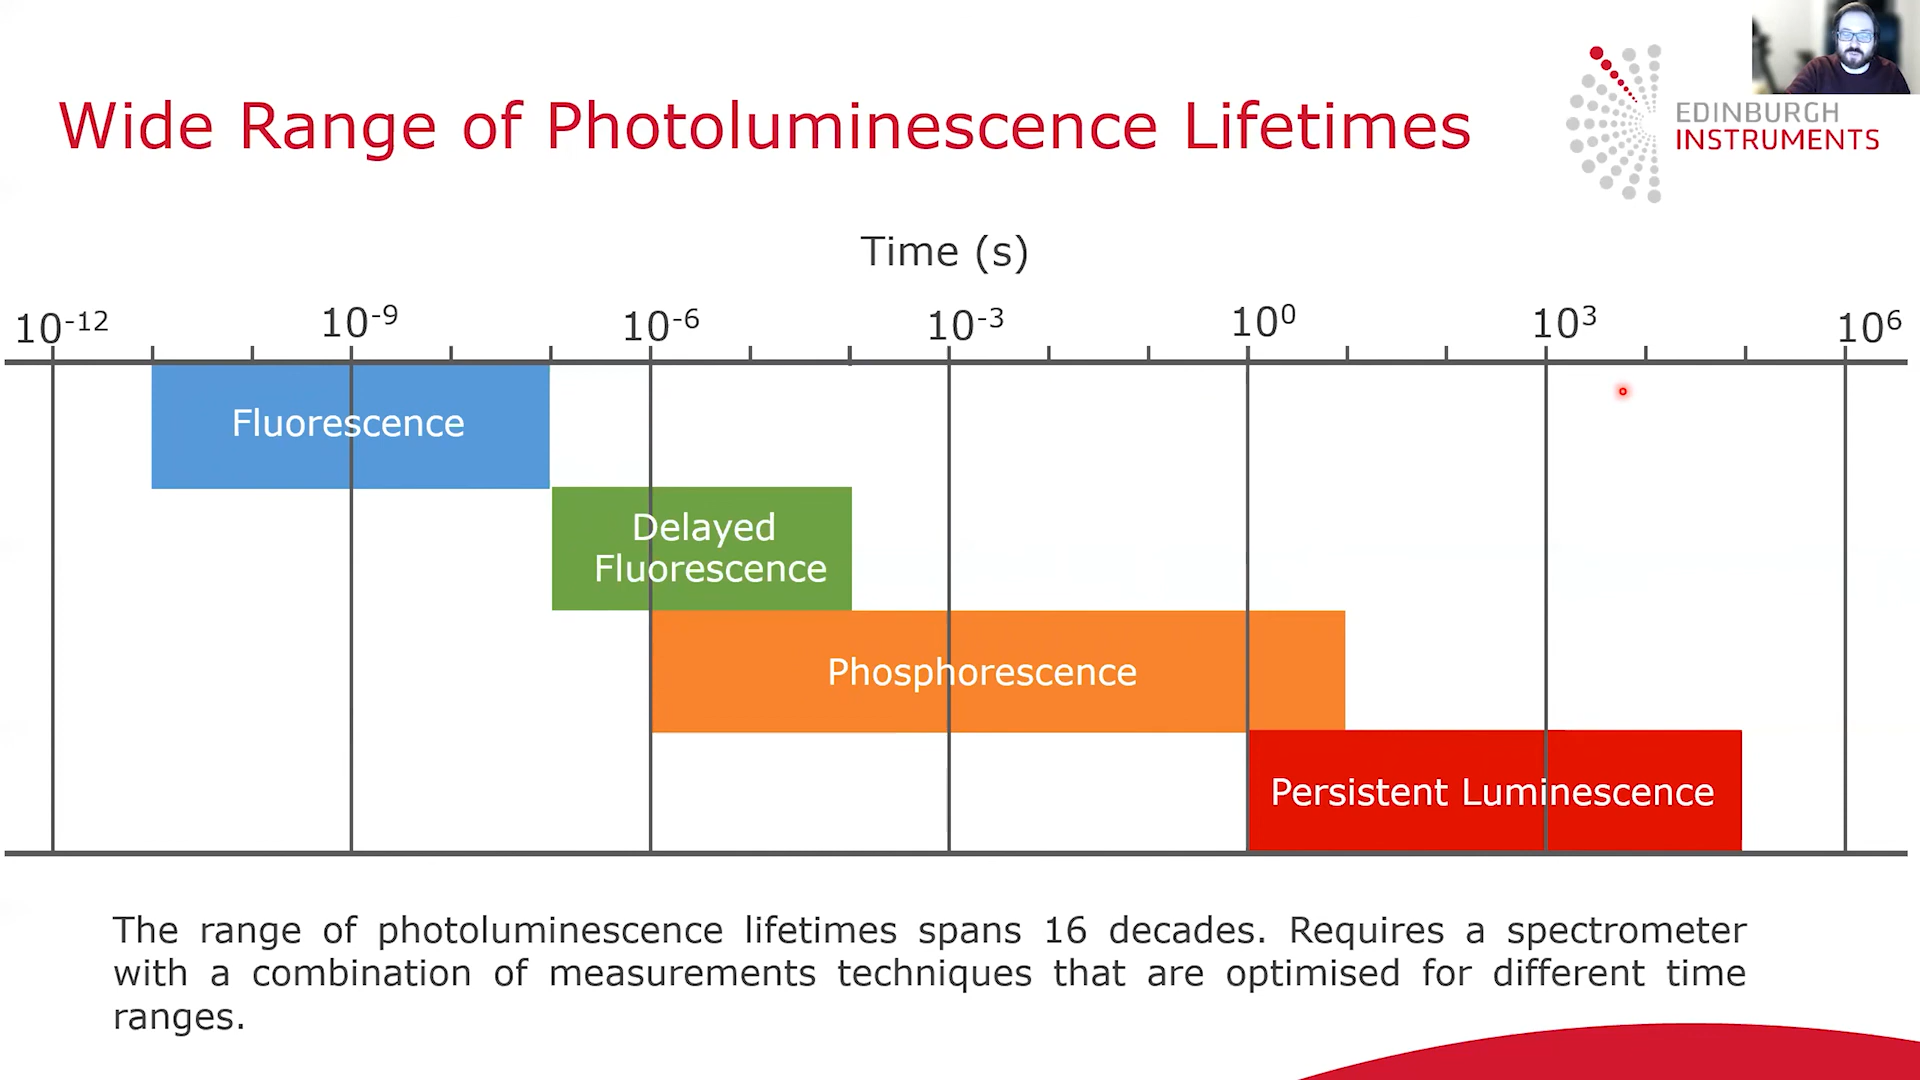 Wide Range of Photoluminescence Lifetimes
EDINBURGH
INSTRUMENTS
Time (s)
10⁻¹² 10⁻⁹ 10⁻⁶ 10⁻³ 10⁰ 10³ 10⁶
Fluorescence
Delayed
Fluorescence
Phosphorescence
Persistent Luminescence
The range of photoluminescence lifetimes spans 16 decades. Requires a spectrometer
with a combination of measurements techniques that are optimised for different time
ranges.